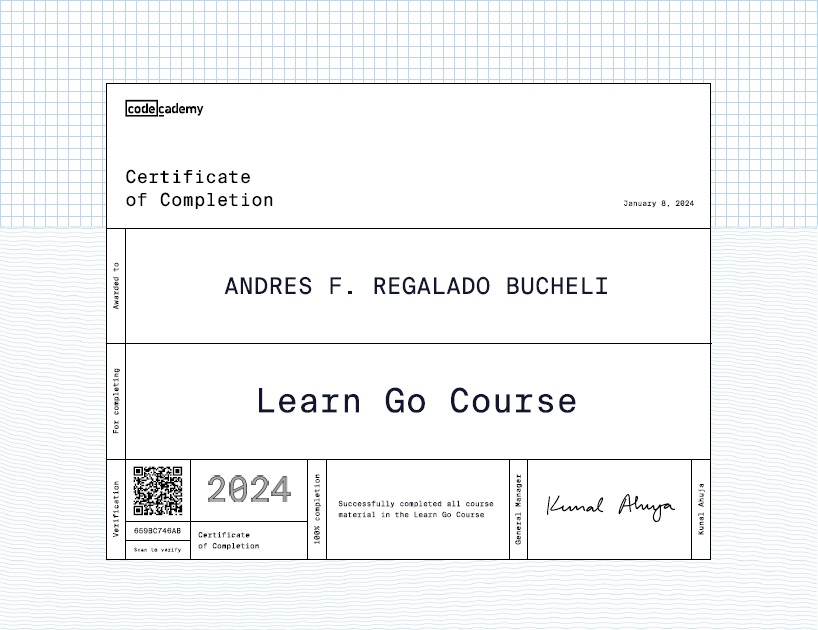 codecademy
Certificate
of Completion
January 8, 2024
Awarded to
ANDRES F. REGALADO BUCHELI
For completing
Learn Go Course
Verification
659BC746AB
Scan to verify
2024
Certificate
of Completion
100% completion
Successfully completed all course
material in the Learn Go Course
General Manager
Kunal Ahuja
Kunal Ahuja